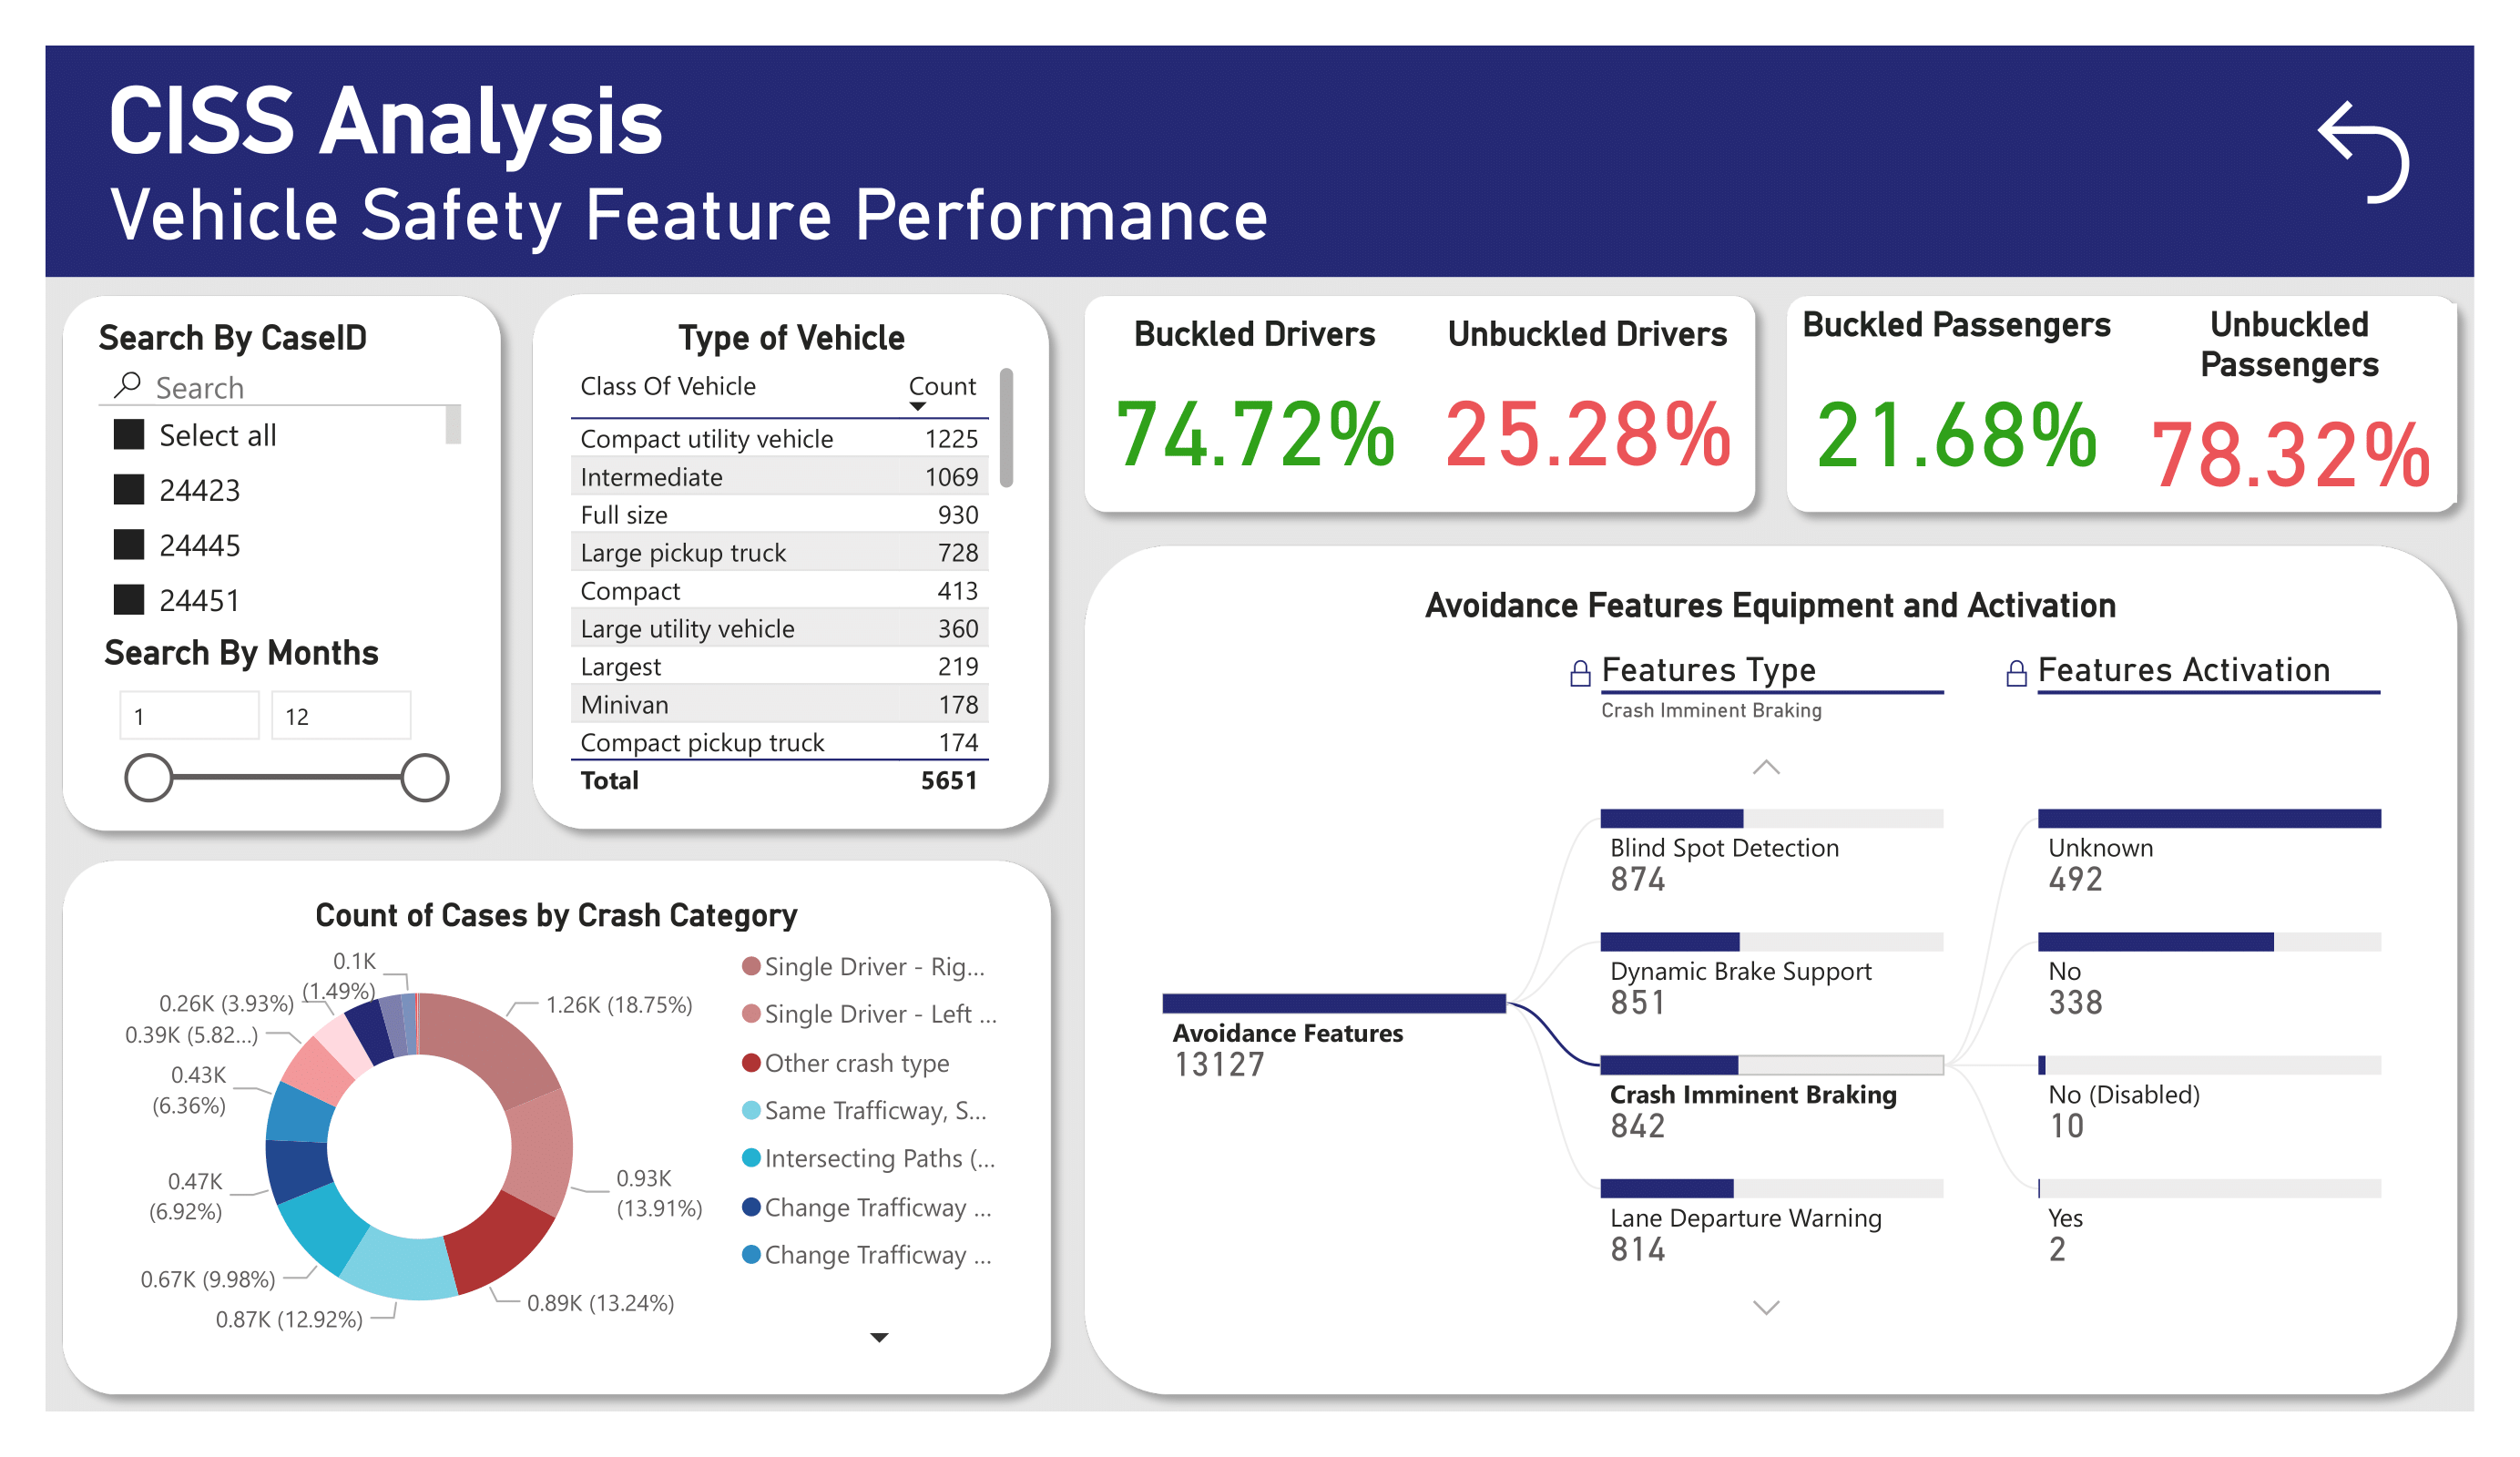 CISS Analysis
Vehicle Safety Feature Performance
Search By CaseID
Search
Select all
24423
24445
24451
Search By Months
1 12
Type of Vehicle
Class Of Vehicle Count
Compact utility vehicle 1225
Intermediate 1069
Full size 930
Large pickup truck 728
Compact 413
Large utility vehicle 360
Largest 219
Minivan 178
Compact pickup truck 174
Total 5651
Buckled Drivers
74.72%
Unbuckled Drivers
25.28%
Buckled Passengers
21.68%
Unbuckled
Passengers
78.32%
Count of Cases by Crash Category
0.1K
(1.49%)
0.26K (3.93%)
0.39K (5.82...)
0.43K
(6.36%)
0.47K
(6.92%)
0.67K (9.98%)
0.87K (12.92%)
0.89K (13.24%)
0.93K
(13.91%)
1.26K (18.75%)
Single Driver - Rig...
Single Driver - Left ...
Other crash type
Same Trafficway, S...
Intersecting Paths (...
Change Trafficway ...
Change Trafficway ...
Avoidance Features Equipment and Activation
Features Type
Crash Imminent Braking
Features Activation
Avoidance Features
13127
Blind Spot Detection
874
Dynamic Brake Support
851
Crash Imminent Braking
842
Lane Departure Warning
814
Unknown
492
No
338
No (Disabled)
10
Yes
2